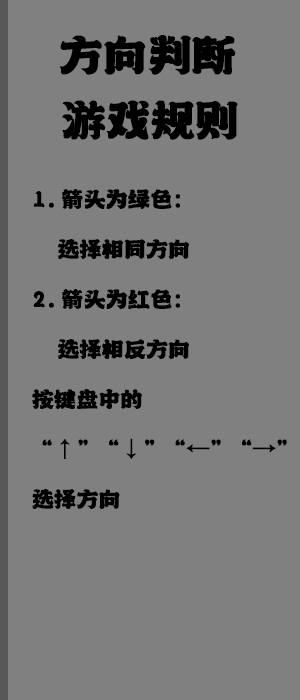 方向判断
游戏规则
1.箭头为绿色：
选择相同方向
2.箭头为红色：
选择相反方向
按键盘中的
“↑” “↓” “←” “→”
选择方向